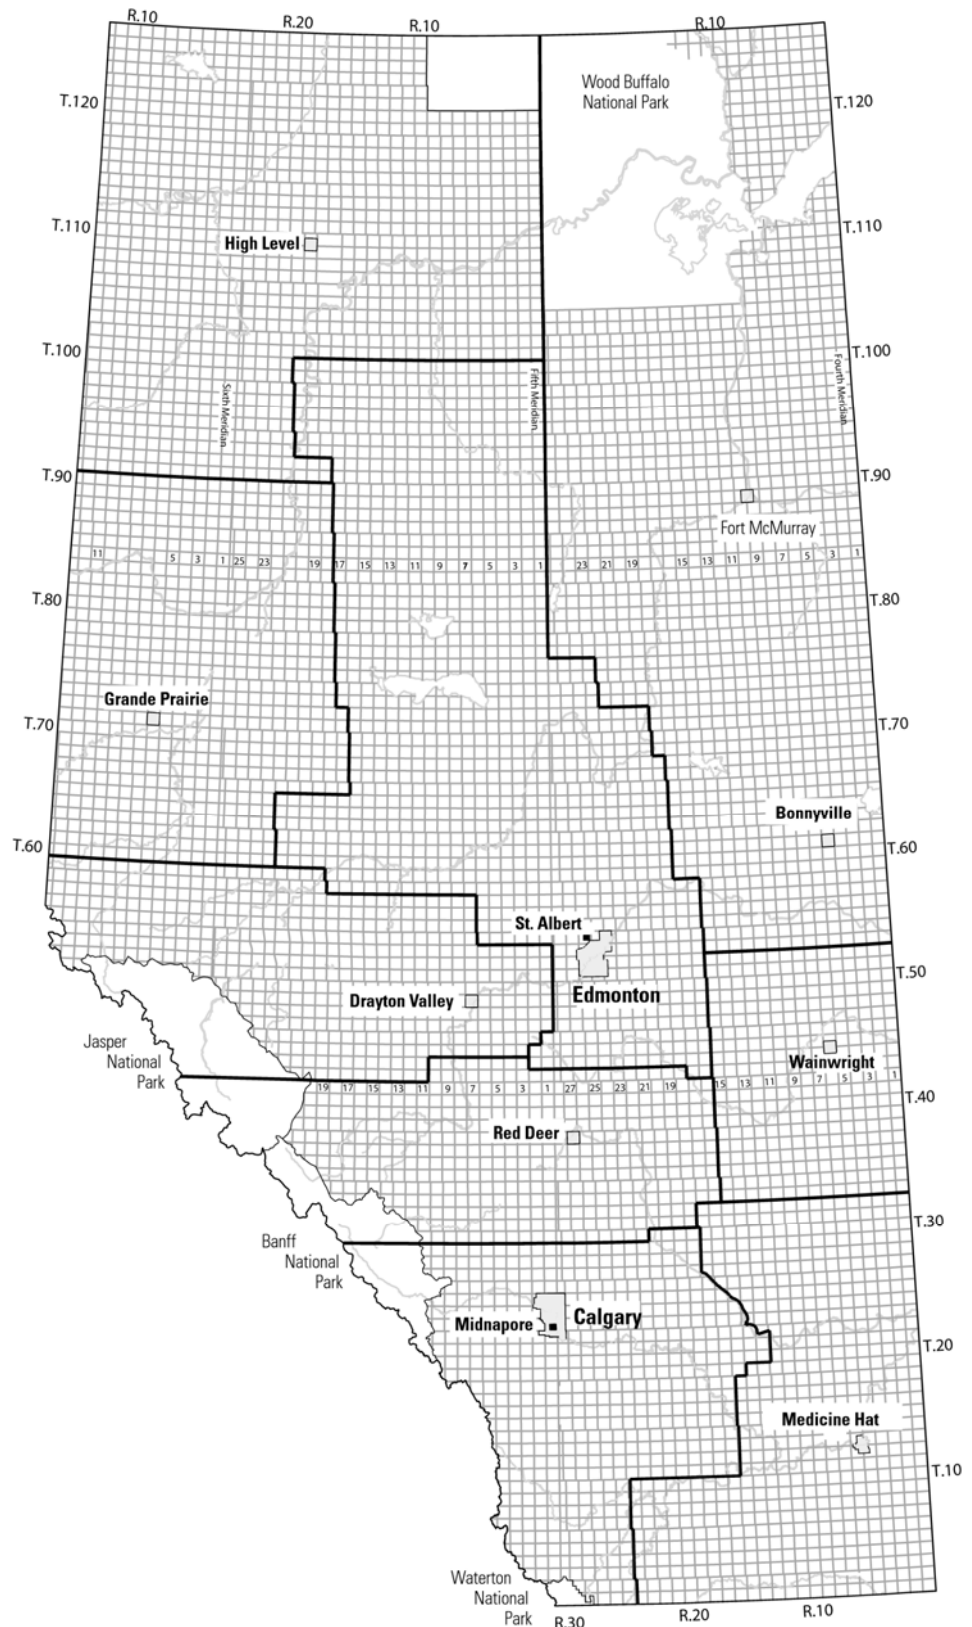 R.10
R.20
R.10
R.10
T.120
Wood Buffalo
National Park
T.120
T.110
T.110
High Level
T.100
T.100
Sixth Meridian
Fifth Meridian
Fourth Meridian
T.90
T.90
Fort McMurray
11 5 3 1 25 23 19 17 15 13 11 9 7 5 3 1 23 21 19 15 13 11 9 7 5 3 1
T.80
T.80
Grande Prairie
T.70
T.70
Bonnyville
T.60
T.60
St. Albert
T.50
Drayton Valley
Edmonton
Jasper
National
Park
Wainwright
19 17 15 13 11 9 7 5 3 1 27 25 23 21 19 15 13 11 9 7 5 3 1
T.40
Red Deer
T.30
Banff
National
Park
Midnapore
Calgary
T.20
Medicine Hat
T.10
Waterton
National
Park
R.30
R.20
R.10